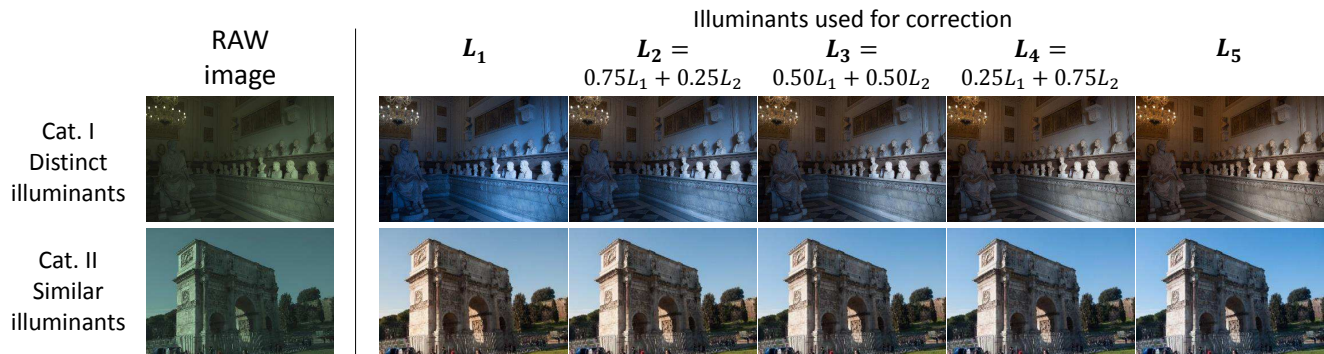 Illuminants used for correction
RAW
image
L₁
L₂ =
0.75L₁ + 0.25L₂
L₃ =
0.50L₁ + 0.50L₂
L₄ =
0.25L₁ + 0.75L₂
L₅
Cat. I
Distinct
illuminants
Cat. II
Similar
illuminants